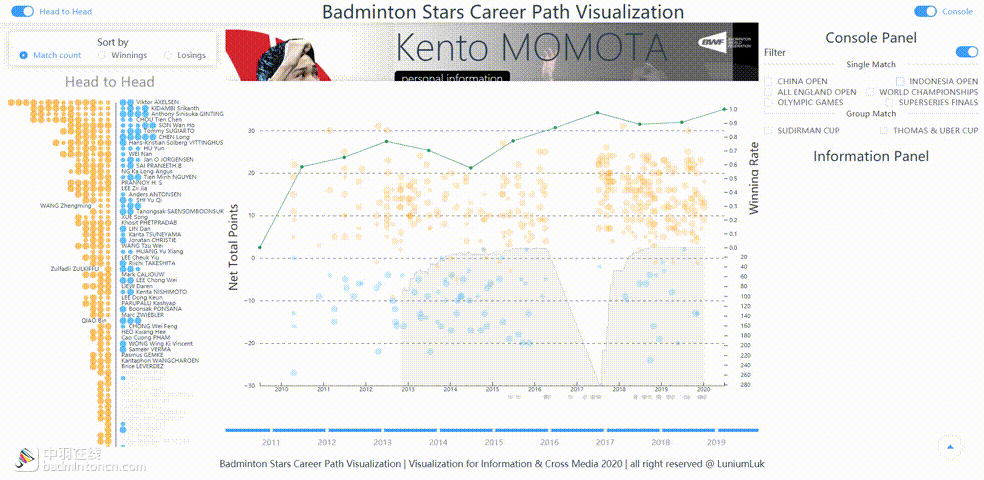 Badminton Stars Career Path Visualization
Head to Head
Console
Sort by
Match count
Winnings
Losings
Head to Head
Kento MOMOTA
personal information
BWF
BADMINTON
WORLD
FEDERATION
Console Panel
Filter
Single Match
CHINA OPEN
INDONESIA OPEN
ALL ENGLAND OPEN
WORLD CHAMPIONSHIPS
OLYMPIC GAMES
SUPERSERIES FINALS
Group Match
SUDIRMAN CUP
THOMAS & UBER CUP
Information Panel
Viktor AXELSEN
KIDAMBI Srikanth
Anthony Sinisuka GINTING
CHOU Tien Chen
SON Wan Ho
Tommy SUGIARTO
CHEN Long
Hans-Kristian Solberg VITTINGHUS
HU Yun
WEI Nan
Jan O JORGENSEN
SAI PRANEETH B.
NG Ka Long Angus
Tian Minh NGUYEN
PRANNOY H. S.
LEE Zii Jia
Anders ANTONSEN
SHI Yu Qi
WANG Zhengming
Tanongsak SAENSOMBOONSUK
XUE Song
Khosit PHETPRADAB
LIN Dan
Kanta TSUNEYAMA
Jonatan CHRISTIE
WANG Tzu Wei
HUANG Yu Xiang
LEE Cheuk Yiu
Riichi TAKESHITA
Zulfadli ZULKIFFLI
Mark CALJOUW
LEE Chong Wei
LIEW Daren
Kenta NISHIMOTO
LEE Dong Keun
PARUPALLI Kashyap
Boonsak PONSANA
Marc ZWIEBLER
QIAO Bin
CHONG Wei Feng
HEO Kwang Hee
Cao Cuong PHAM
WONG Wing Ki Vincent
Sameer VERMA
Rasmus GEMKE
Kantaphon WANGCHAROEN
Brice LEVERDEZ
Net Total Points
30
20
10
0
−10
−20
−30
1.0
0.9
0.8
0.7
0.6
0.5
0.4
0.3
0.2
0.1
0.0
20
40
60
80
100
120
140
160
180
200
220
240
260
280
Winning Rate
2010 2011 2012 2013 2014 2015 2016 2017 2018 2019 2020
2011 2012 2013 2014 2015 2016 2017 2018 2019
中羽在线
badmintoncn.com
Badminton Stars Career Path Visualization | Visualization for Information & Cross Media 2020 | all right reserved @ LuniumLuk